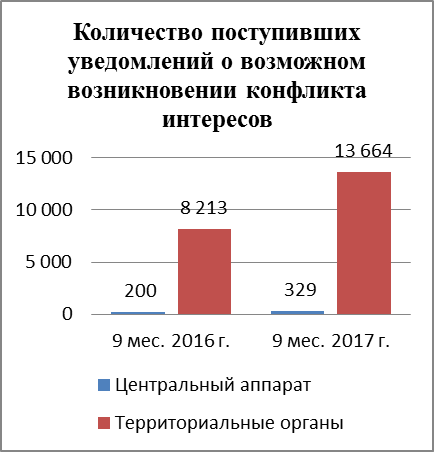 Количество поступивших
уведомлений о возможном
возникновении конфликта
интересов
15 000
10 000
5 000
0
200
8 213
329
13 664
9 мес. 2016 г.
9 мес. 2017 г.
Центральный аппарат
Территориальные органы